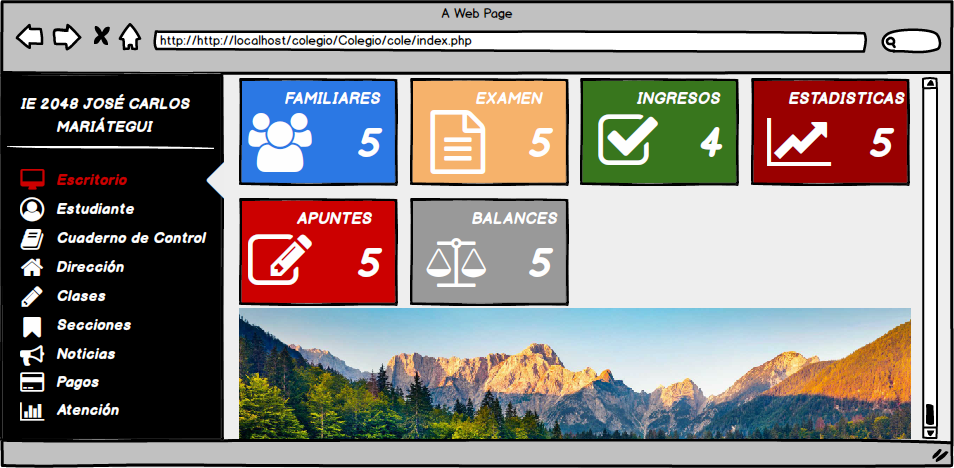 A Web Page
http://http://localhost/colegio/Colegio/cole/index.php
IE 2048 JOSÉ CARLOS
MARIÁTEGUI
Escritorio
Estudiante
Cuaderno de Control
Dirección
Clases
Secciones
Noticias
Pagos
Atención
FAMILIARES
5
EXAMEN
5
INGRESOS
4
ESTADISTICAS
5
APUNTES
5
BALANCES
5